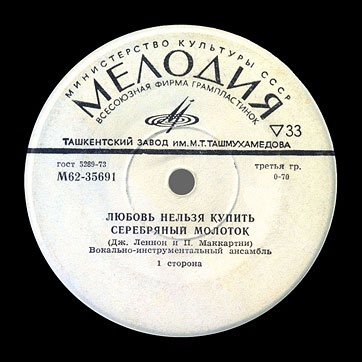 МИНИСТЕРСТВО КУЛЬТУРЫ СССР
МЕЛОДИЯ
ВСЕСОЮЗНАЯ ФИРМА ГРАМПЛАСТИНОК
▽33
ТАШКЕНТСКИЙ ЗАВОД ИМ. М.Т. ТАШМУХАМЕДОВА
гост 5289-73 третья гр.
М62-35691 0-70
ЛЮБОВЬ НЕЛЬЗЯ КУПИТЬ
СЕРЕБРЯНЫЙ МОЛОТОК
(Дж. Леннон и П. Маккартни)
Вокально-инструментальный ансамбль
1 сторона